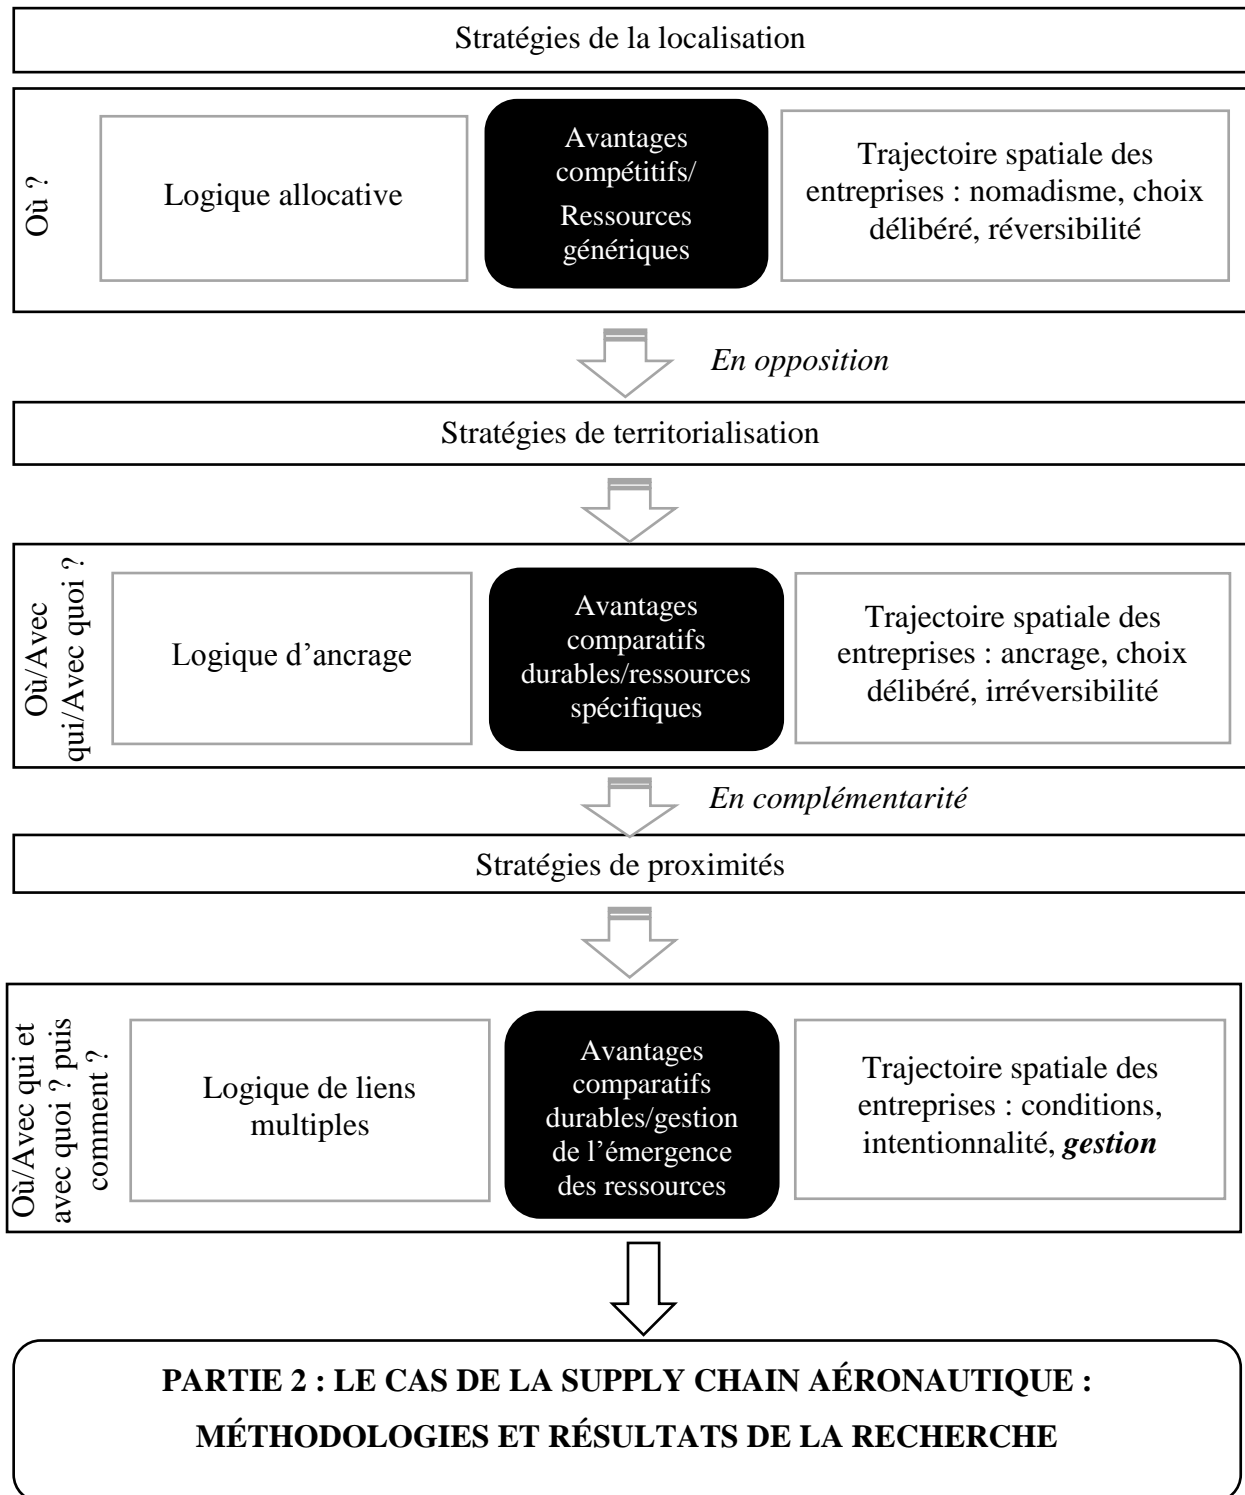 Stratégies de la localisation
Où ?
Logique allocative
Avantages
compétitifs/
Ressources
génériques
Trajectoire spatiale des
entreprises : nomadisme, choix
délibéré, réversibilité
En opposition
Stratégies de territorialisation
Où/Avec
qui/Avec quoi ?
Logique d’ancrage
Avantages
comparatifs
durables/ressources
spécifiques
Trajectoire spatiale des
entreprises : ancrage, choix
délibéré, irréversibilité
En complémentarité
Stratégies de proximités
Où/Avec qui et
avec quoi ? puis
comment ?
Logique de liens
multiples
Avantages
comparatifs
durables/gestion
de l’émergence
des ressources
Trajectoire spatiale des
entreprises : conditions,
intentionnalité, gestion
PARTIE 2 : LE CAS DE LA SUPPLY CHAIN AÉRONAUTIQUE :
MÉTHODOLOGIES ET RÉSULTATS DE LA RECHERCHE